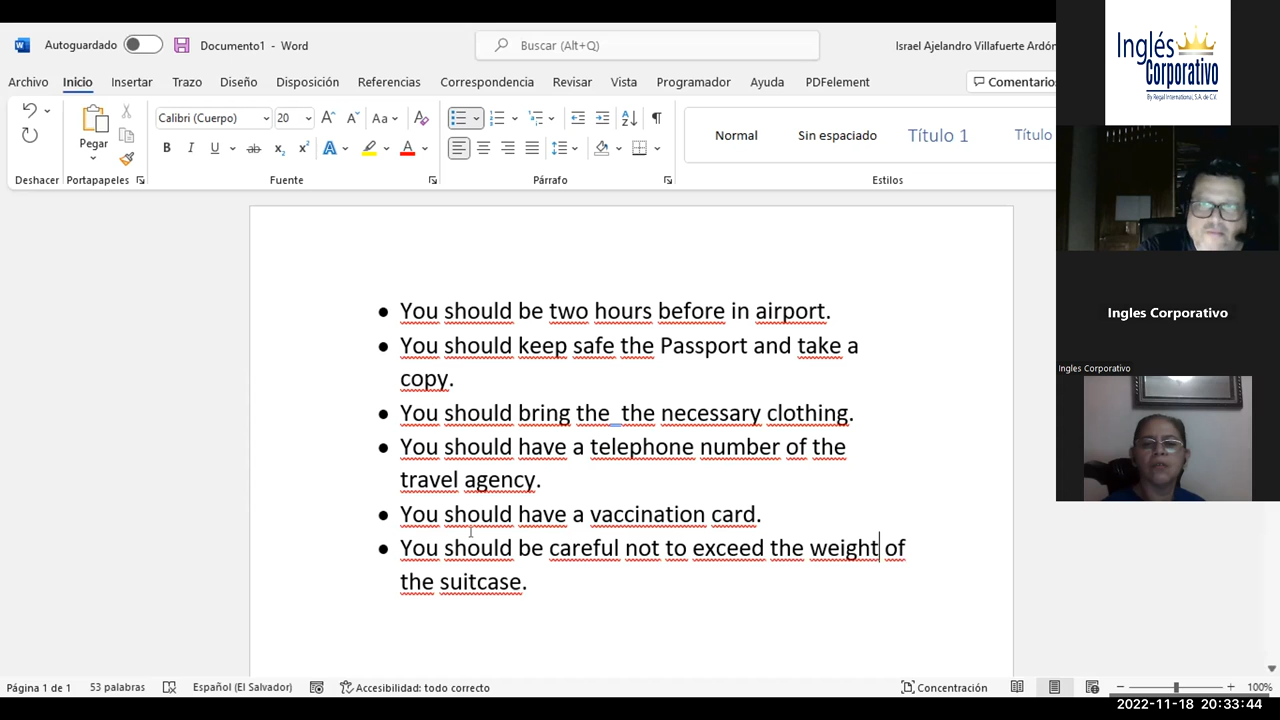 Autoguardado
Documento1 - Word
Buscar (Alt+Q)
Israel Ajelandro Villafuerte Ardón
Archivo Inicio Insertar Trazo Diseño Disposición Referencias Correspondencia Revisar Vista Programador Ayuda PDFelement Comentarios
Pegar
Calibri (Cuerpo) 20
Normal Sin espaciado Título 1 Título
Deshacer Portapapeles Fuente Párrafo Estilos
• You should be two hours before in airport.
• You should keep safe the Passport and take a
copy.
• You should bring the  the necessary clothing.
• You should have a telephone number of the
travel agency.
• You should have a vaccination card.
• You should be careful not to exceed the weight of
the suitcase.
Página 1 de 1 53 palabras Español (El Salvador) Accesibilidad: todo correcto Concentración 100%
Inglés
Corporativo
By Regal International, S.A. de C.V.
Ingles Corporativo
Ingles Corporativo
2022-11-18 20:33:44